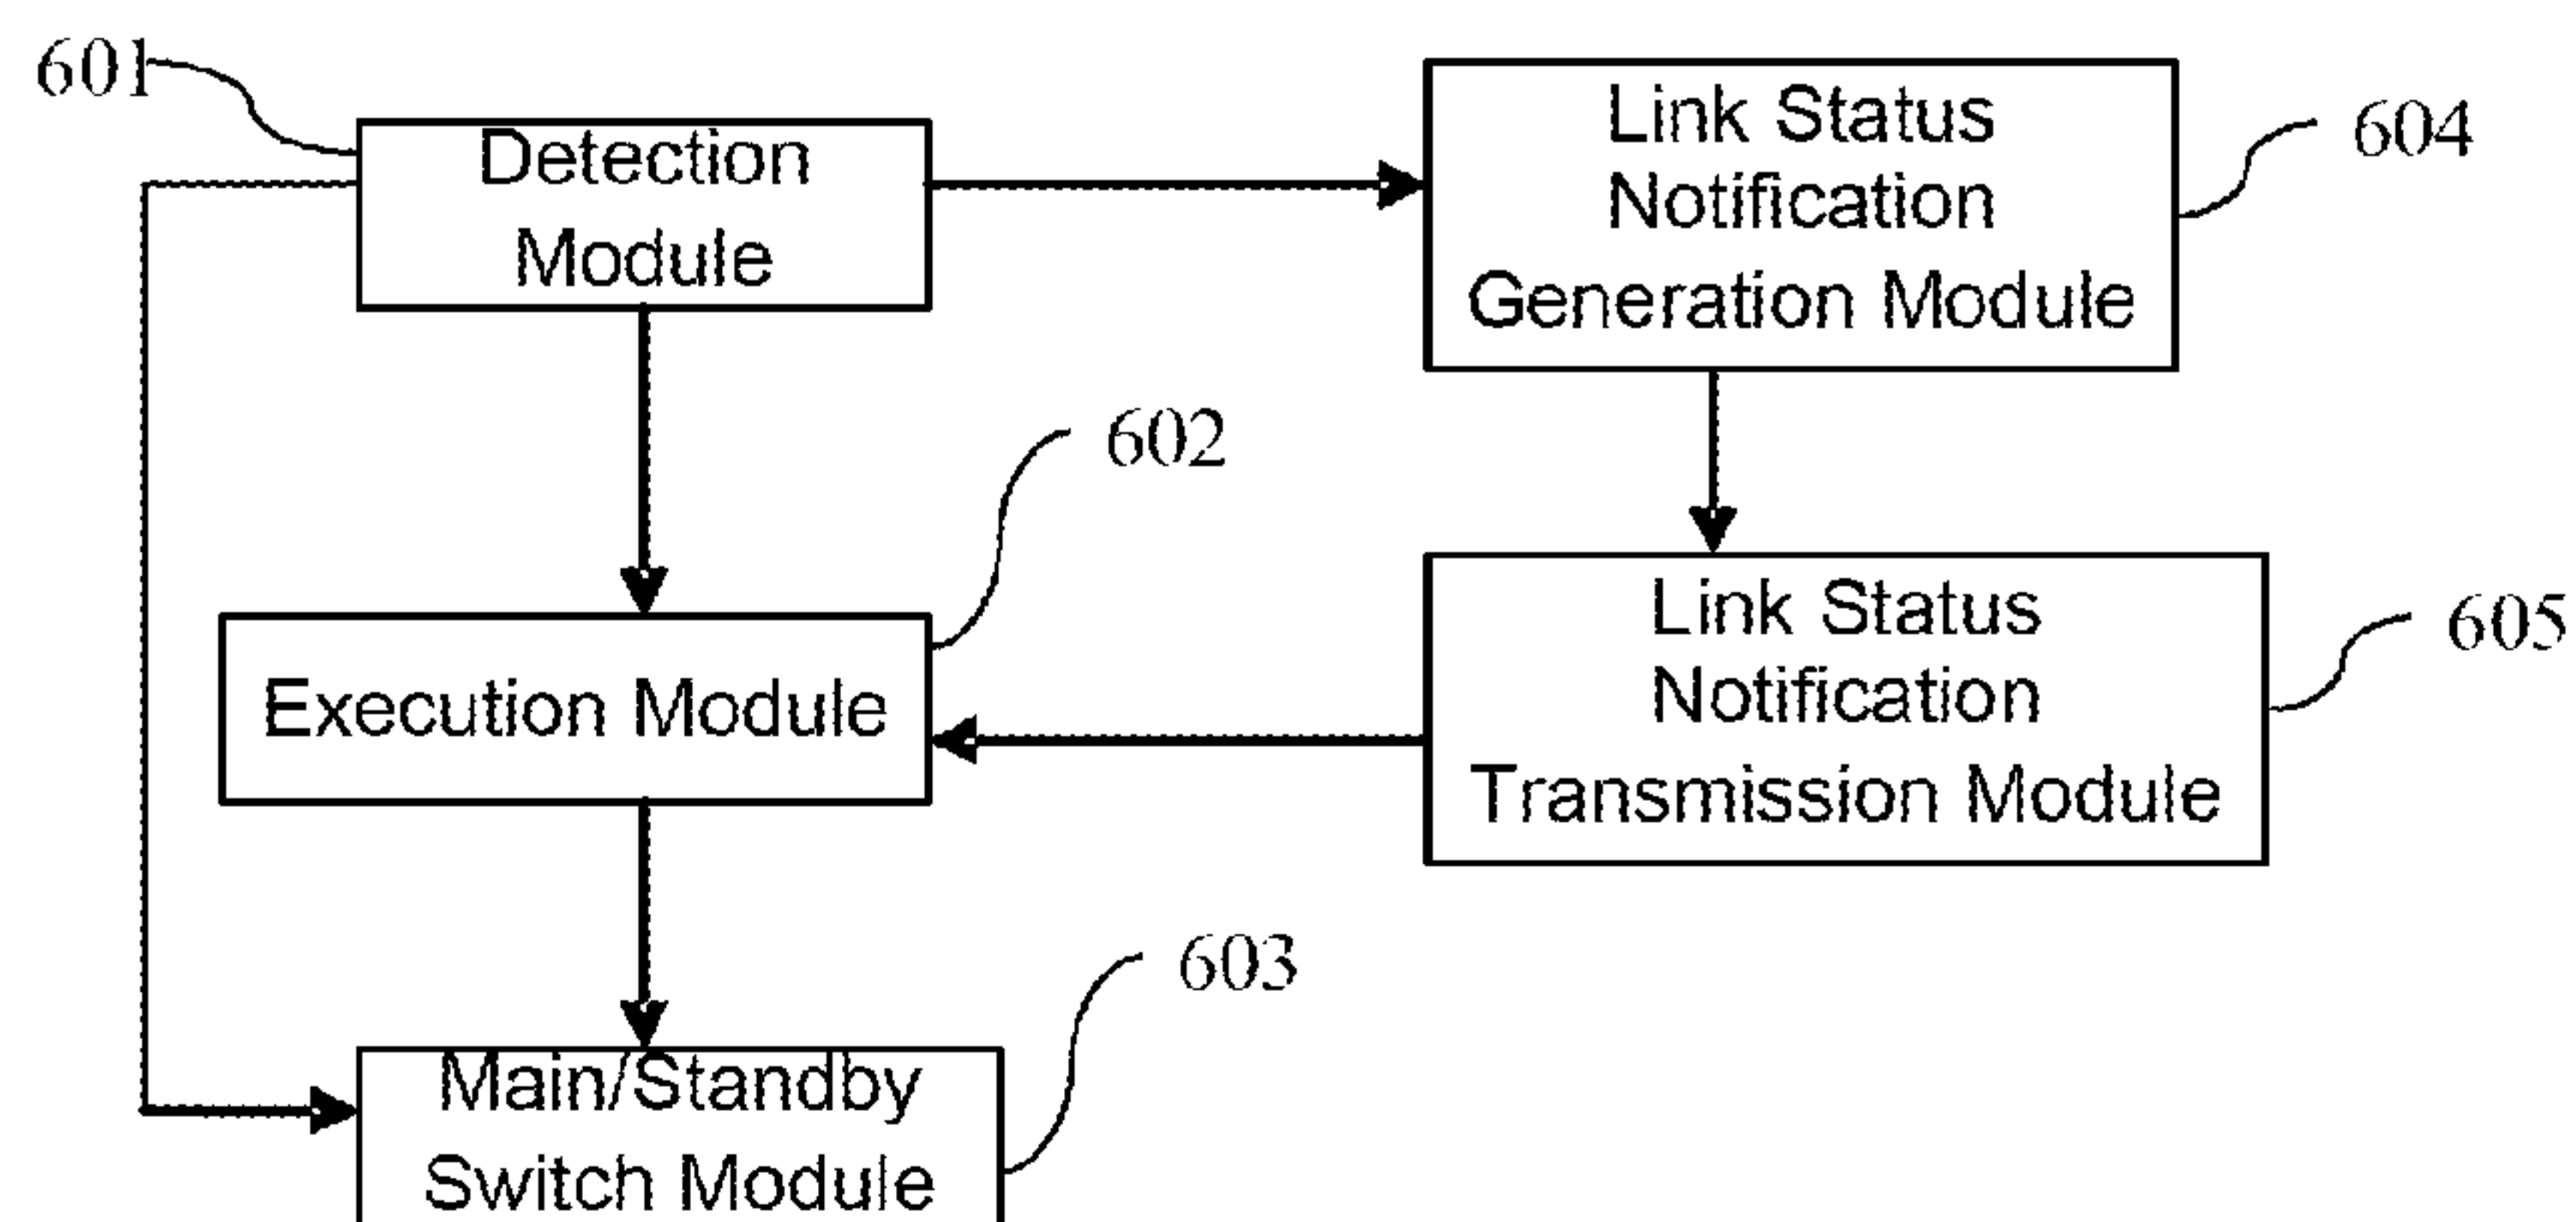 601
Detection
Module
Link Status
Notification
Generation Module
604
602
Execution Module
Link Status
Notification
Transmission Module
605
603
Main/Standby
Switch Module